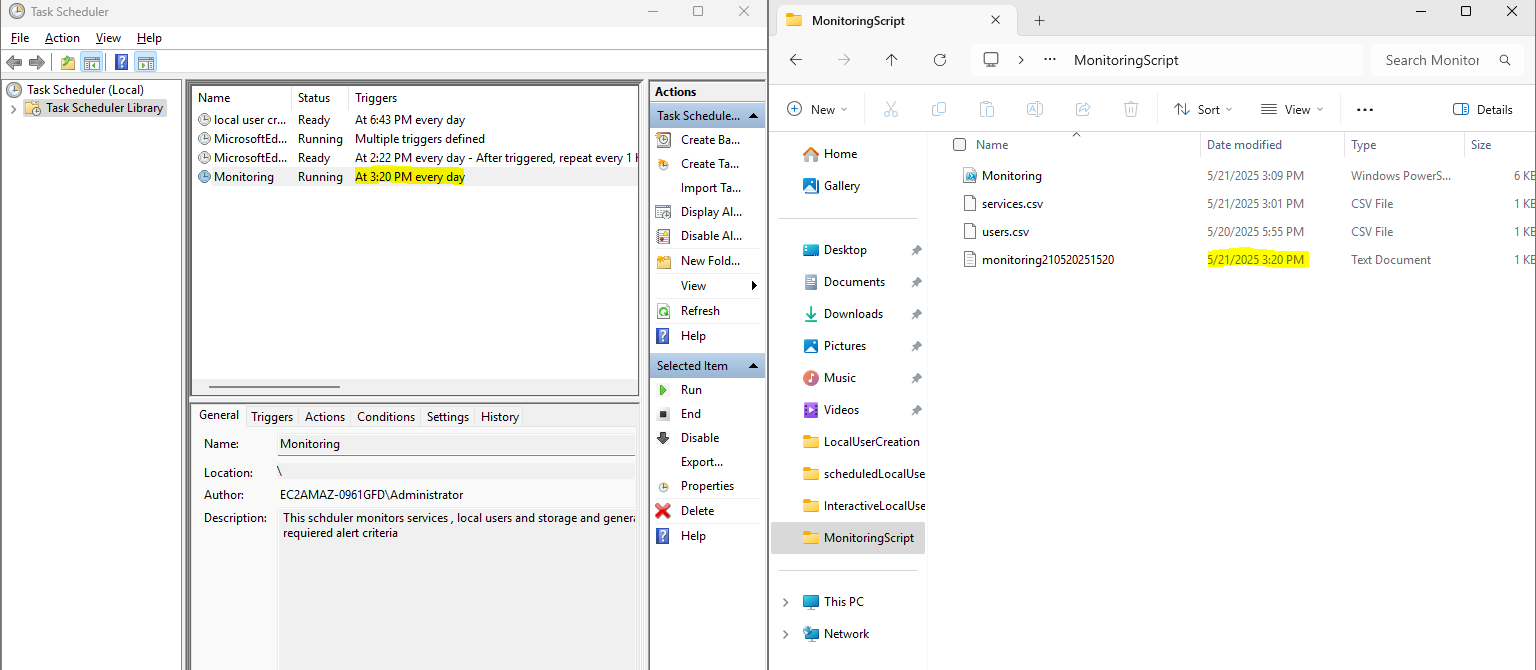 Task Scheduler
File Action View Help
Task Scheduler (Local)
Task Scheduler Library
Name Status Triggers
local user cr... Ready At 6:43 PM every day
MicrosoftEd... Running Multiple triggers defined
MicrosoftEd... Ready At 2:22 PM every day - After triggered, repeat every 1
Monitoring Running At 3:20 PM every day
General Triggers Actions Conditions Settings History
Name: Monitoring
Location: \
Author: EC2AMAZ-0961GFD\Administrator
Description: This schduler monitors services , local users and storage and genera
requiered alert criteria
Actions
Task Schedule...
Create Ba...
Create Ta...
Import Ta...
Display Al...
Disable Al...
New Fold...
View
Refresh
Help
Selected Item
Run
End
Disable
Export...
Properties
Delete
Help
MonitoringScript
MonitoringScript Search Monitor
New Sort View Details
Home
Gallery
Desktop
Documents
Downloads
Pictures
Music
Videos
LocalUserCreation
scheduledLocalUse
InteractiveLocalUse
MonitoringScript
This PC
Network
Name Date modified Type Size
Monitoring 5/21/2025 3:09 PM Windows PowerS... 6 KB
services.csv 5/21/2025 3:01 PM CSV File 1 KB
users.csv 5/20/2025 5:55 PM CSV File 1 KB
monitoring210520251520 5/21/2025 3:20 PM Text Document 1 KB